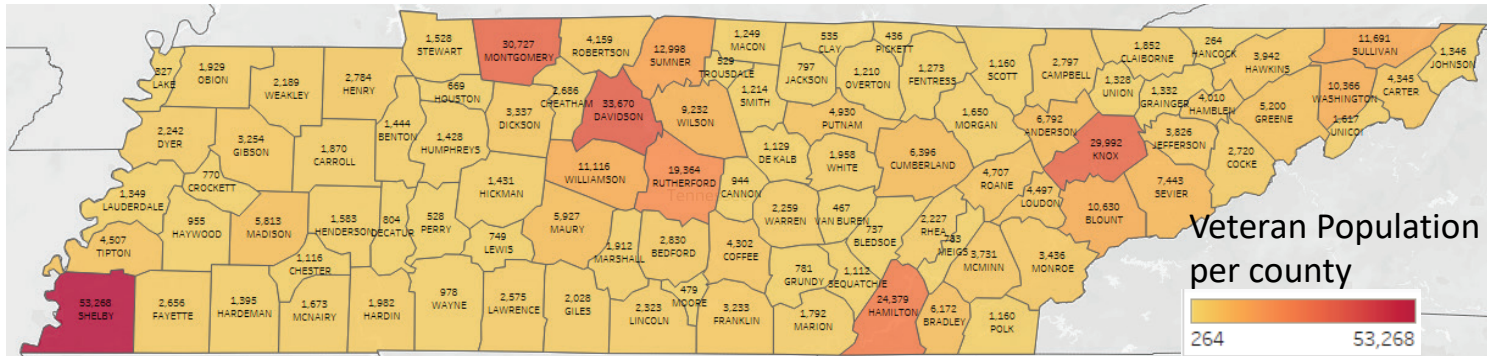 1,528
STEWART
30,727
MONTGOMERY
4,159
ROBERTSON
12,998
SUMNER
1,249
MACON
535
CLAY
436
PICKETT
1,852
CLAIBORNE
264
HANCOCK
3,942
HAWKINS
11,691
SULLIVAN
1,346
JOHNSON
327
LAKE
1,929
OBION
2,189
WEAKLEY
2,784
HENRY
669
HOUSTON
2,686
CHEATHAM
33,670
DAVIDSON
529
TROUSDALE
1,214
SMITH
797
JACKSON
1,210
OVERTON
1,273
FENTRESS
1,160
SCOTT
2,797
CAMPBELL
1,328
UNION
1,332
GRAINGER
4,010
HAMBLEN
5,200
GREENE
10,366
WASHINGTON
4,345
CARTER
1,617
UNICOI
2,242
DYER
3,254
GIBSON
1,870
CARROLL
1,444
BENTON
1,428
HUMPHREYS
3,337
DICKSON
9,232
WILSON
4,930
PUTNAM
1,650
MORGAN
6,792
ANDERSON
29,992
KNOX
3,826
JEFFERSON
2,720
COCKE
770
CROCKETT
11,116
WILLIAMSON
19,364
RUTHERFORD
Tenne
944
CANNON
1,129
DE KALB
1,958
WHITE
6,396
CUMBERLAND
4,707
ROANE
4,497
LOUDON
10,630
BLOUNT
7,443
SEVIER
1,349
LAUDERDALE
955
HAYWOOD
5,813
MADISON
1,583
HENDERSON
804
DECATUR
528
PERRY
1,431
HICKMAN
749
LEWIS
5,927
MAURY
1,912
MARSHALL
2,830
BEDFORD
4,302
COFFEE
2,259
WARREN
467
VAN BUREN
737
BLEDSOE
2,227
RHEA
MEIGS
3,731
MCMINN
3,436
MONROE
4,507
TIPTON
1,116
CHESTER
53,268
SHELBY
2,656
FAYETTE
1,395
HARDEMAN
1,673
MCNAIRY
1,982
HARDIN
978
WAYNE
2,575
LAWRENCE
2,028
GILES
2,323
LINCOLN
479
MOORE
3,233
FRANKLIN
781
GRUNDY
1,112
SEQUATCHIE
1,792
MARION
24,379
HAMILTON
6,172
BRADLEY
1,160
POLK
Veteran Population
per county
264 53,268